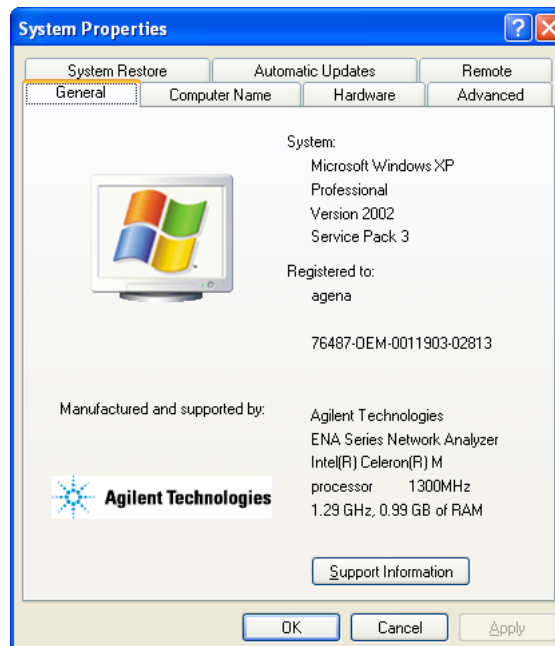 System Properties
System Restore
Automatic Updates
Remote
General
Computer Name
Hardware
Advanced
System:
Microsoft Windows XP
Professional
Version 2002
Service Pack 3
Registered to:
agena
76487-OEM-0011903-02813
Manufactured and supported by:
Agilent Technologies
Agilent Technologies
ENA Series Network Analyzer
Intel(R) Celeron(R) M
processor 1300MHz
1.29 GHz, 0.99 GB of RAM
Support Information
OK
Cancel
Apply